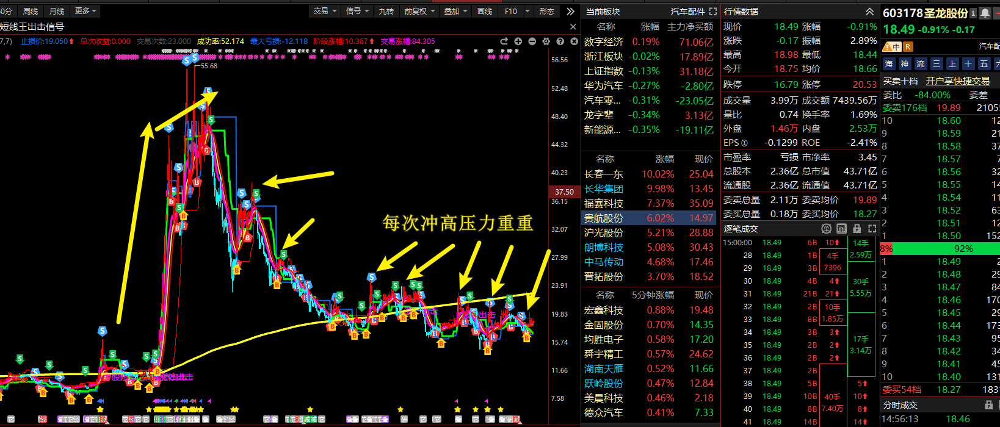 0分 周线 月线 更多
交易 信号 九转 前复权 叠加 画线 F10 形态
短线王出击信号
7,7) 止损价:19.050 单次收益:0.000 交易次数:23.000 成功率:52.174 最大亏损:-12.118 阶段涨幅:10.367 交易涨幅:84.305
55.68
56.56
52.48
48.40
44.32
40.23
37.50
36.15
32.07
27.99
23.91
19.83
15.74
11.66
7.58
每次冲高压力重重
当前板块 汽车配件
名称 涨幅 主力净买额
数字经济 0.19% 71.06亿
浙江板块 -0.02% 17.89亿
上证指数 -0.13% 31.18亿
华为汽车 -0.27% -2.80亿
汽车零... -0.31% -23.05亿
龙字辈 -0.34% 3.13亿
新能源... -0.35% -19.11亿
名称 涨幅 现价
长春一东 10.02% 25.04
长华集团 9.98% 13.45
福赛科技 7.37% 35.09
贵航股份 6.02% 14.97
沪光股份 5.21% 28.88
朗博科技 5.08% 30.43
中马传动 4.68% 17.46
晋拓股份 3.70% 18.52
名称 5分钟涨幅 现价
宏鑫科技 0.88% 19.48
金固股份 0.70% 14.35
均胜电子 0.58% 17.20
舜宇精工 0.57% 24.62
湖南天雁 0.52% 11.66
跃岭股份 0.47% 12.84
美晨科技 0.46% 2.18
德众汽车 0.41% 7.33
行情数据
现价 18.49 涨幅 -0.91%
涨跌 -0.17 振幅 2.89%
最高 18.98 最低 18.44
今开 18.75 均价 18.66
跌停 16.79 涨停 20.53
成交量 3.99万 成交额 7439.56万
量比 0.74 换手率 1.69%
外盘 1.46万 内盘 2.53万
EPS① -0.1299 ROE -2.41%
市盈率 亏损 市净率 3.45
总股本 2.36亿 总市值 43.71亿
流通股 2.36亿 流通值 43.71亿
委卖总量 2.11万 委卖均价 19.89
委买总量 0.18万 委买均价 18.27
逐笔成交
15:00:00 18.49 6B 10 14手
28 18.49 1B 4手 2.59万
29 18.49 3B 7396
30 18.49 4B 4 30手
31 18.49 21B 21 5.55万
32 18.49 2B 10手
33 18.49 8B 1.85万
34 18.49 3B 3
35 18.49 2B 2 17手
36 18.49 2B 2 3.14万
37 18.49 2B
38 18.49 5B 5
39 18.49 10B 40手 10
40 18.49 8B 7.40万 8
41 18.49 14B 14
603178 圣龙股份
18.49 -0.91% -0.17
中 R 汽车配
海 神 流 三 上 十 五
买卖十档 开户享快捷交易
委比 -84.00% 委差
委卖176档 19.89 2105
10 18.60 12
9 18.59 21
8 18.58 37
7 18.57 7
6 18.56 2
5 18.55 14
4 18.54 11
3 18.52 63
2 18.51 13
1 18.50 152
8% 92%
1 18.49 2
2 18.48 29
3 18.47 84
4 18.46 170
5 18.45 29
6 18.44 137
7 18.43 95
8 18.42 34
9 18.41 45
10 18.40 131
委买54档 18.27 183
分时成交
14:56:13 18.46